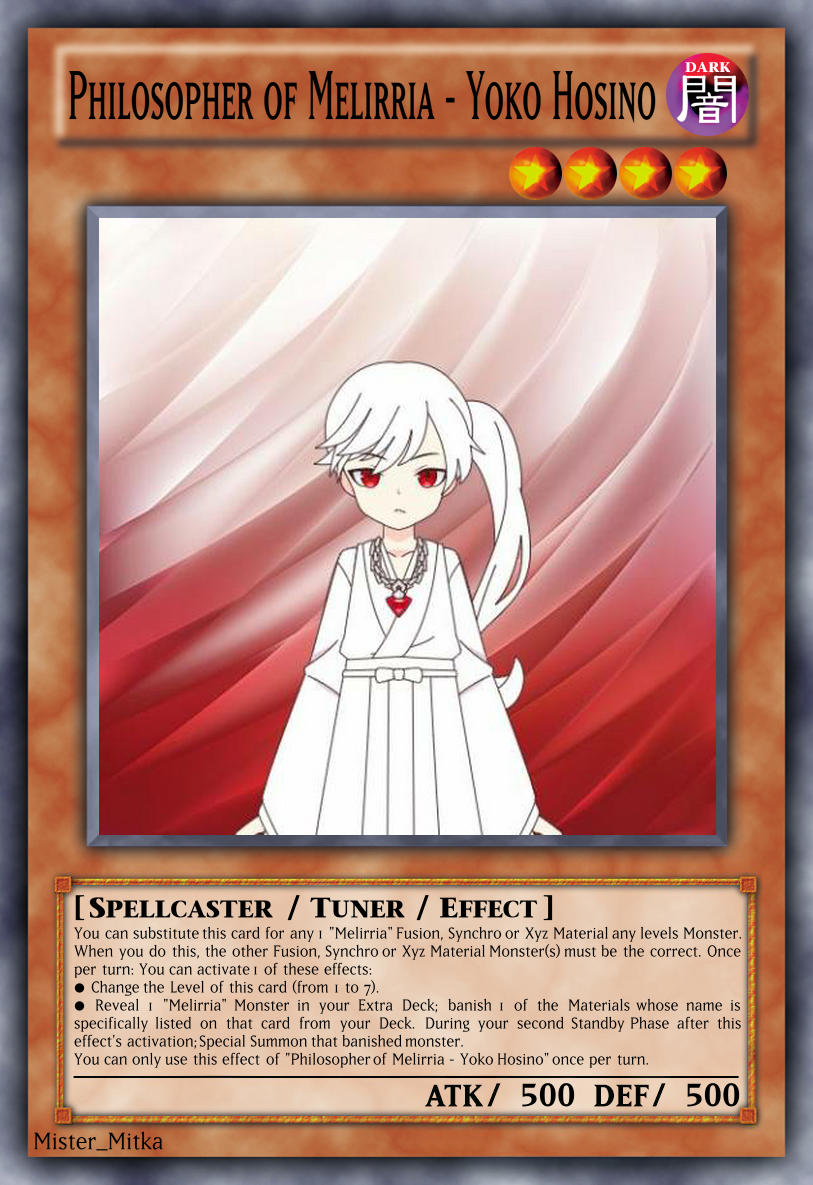 Philosopher of Melirria - Yoko Hosino
DARK
闇
[ Spellcaster / Tuner / Effect ]
You can substitute this card for any 1 "Melirria" Fusion, Synchro or Xyz Material any levels Monster.
When you do this, the other Fusion, Synchro or Xyz Material Monster(s) must be the correct. Once
per turn: You can activate 1 of these effects:
● Change the Level of this card (from 1 to 7).
● Reveal 1 "Melirria" Monster in your Extra Deck; banish 1 of the Materials whose name is
specifically listed on that card from your Deck. During your second Standby Phase after this
effect's activation; Special Summon that banished monster.
You can only use this effect of "Philosopher of Melirria - Yoko Hosino" once per turn.
ATK/ 500 DEF/ 500
Mister_Mitka